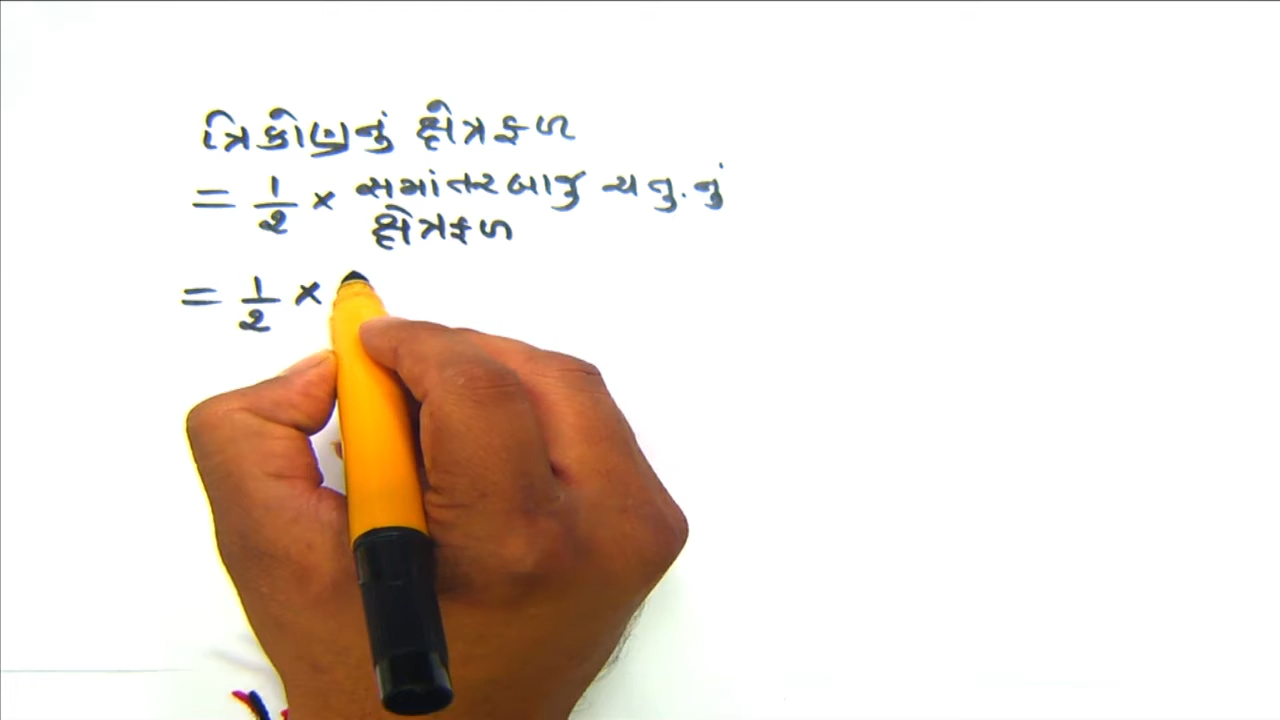 ત્રિકોણનું ક્ષેત્રફળ
= 1/2 × સમાંતરબાજુ ચતુ.નું
ક્ષેત્રફળ
= 1/2 ×